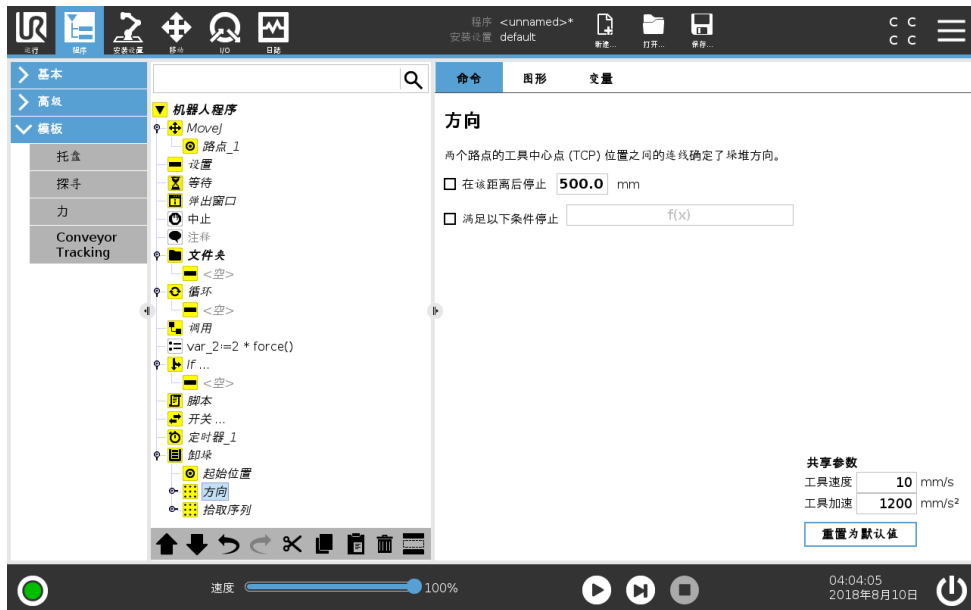 UR
运行
程序
安装设置
移动
I/O
日志
程序 <unnamed>*
安装设置 default
新建...
打开...
保存...
C C
C C
基本
高级
模板
托盘
探寻
力
Conveyor
Tracking
机器人程序
MoveJ
路点_1
设置
等待
弹出窗口
中止
注释
文件夹
<空>
循环
<空>
调用
var_2:=2 * force()
If ...
<空>
脚本
开关 ...
定时器_1
卸垛
起始位置
方向
拾取序列
命令 图形 变量
方向
两个路点的工具中心点 (TCP) 位置之间的连线确定了垛堆方向。
在该距离后停止 500.0 mm
满足以下条件停止 f(x)
共享参数
工具速度 10 mm/s
工具加速 1200 mm/s²
重置为默认值
速度 100%
04:04:05
2018年8月10日